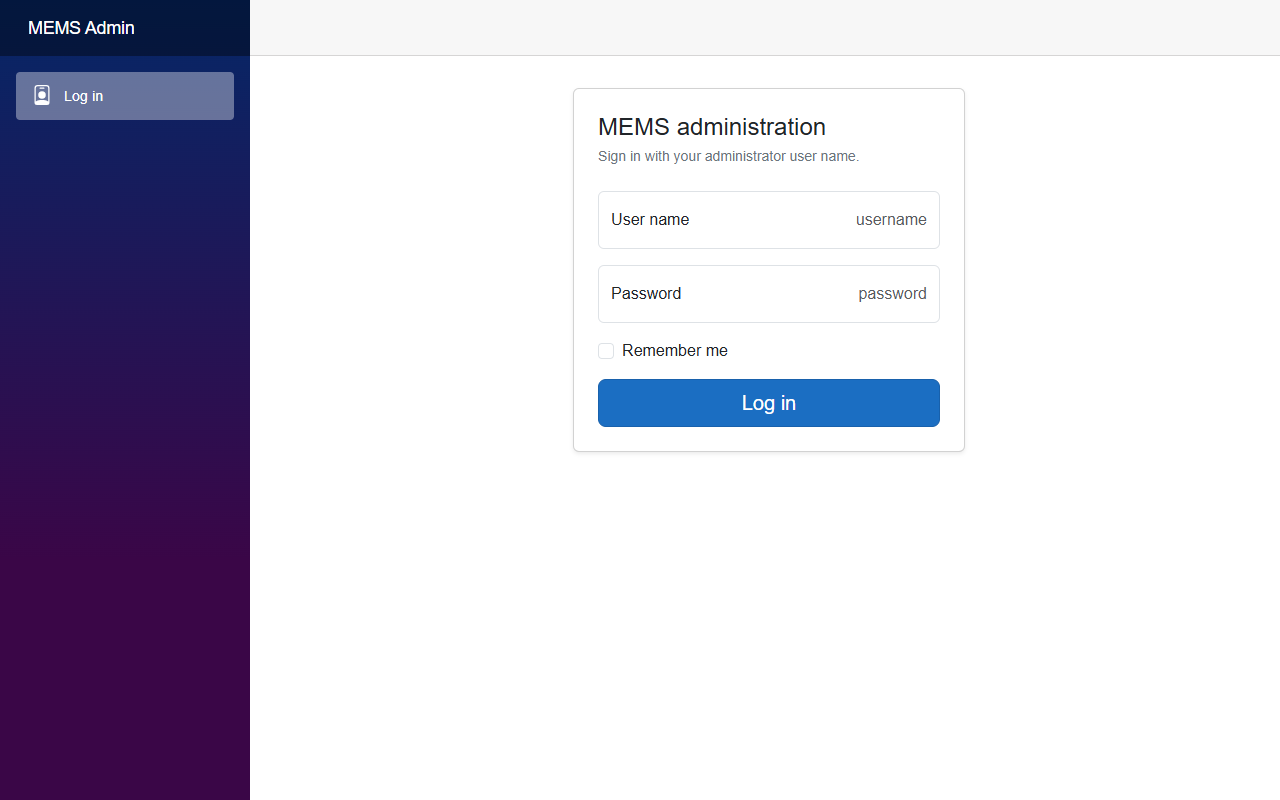 MEMS Admin
Log in
MEMS administration
Sign in with your administrator user name.
User name username
Password password
Remember me
Log in